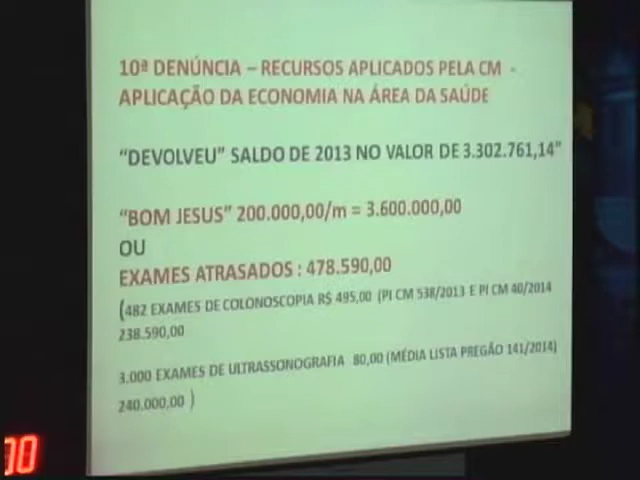 10ª DENÚNCIA – RECURSOS APLICADOS PELA CM -
APLICAÇÃO DA ECONOMIA NA ÁREA DA SAÚDE
“DEVOLVEU” SALDO DE 2013 NO VALOR DE 3.302.761,14”
“BOM JESUS” 200.000,00/m = 3.600.000,00
OU
EXAMES ATRASADOS : 478.590,00
(482 EXAMES DE COLONOSCOPIA R$ 495,00 (PI CM 538/2013 E PI CM 40/2014
238.590,00
3.000 EXAMES DE ULTRASSONOGRAFIA 80,00 (MÉDIA LISTA PREGÃO 141/2014)
240.000,00 )
00